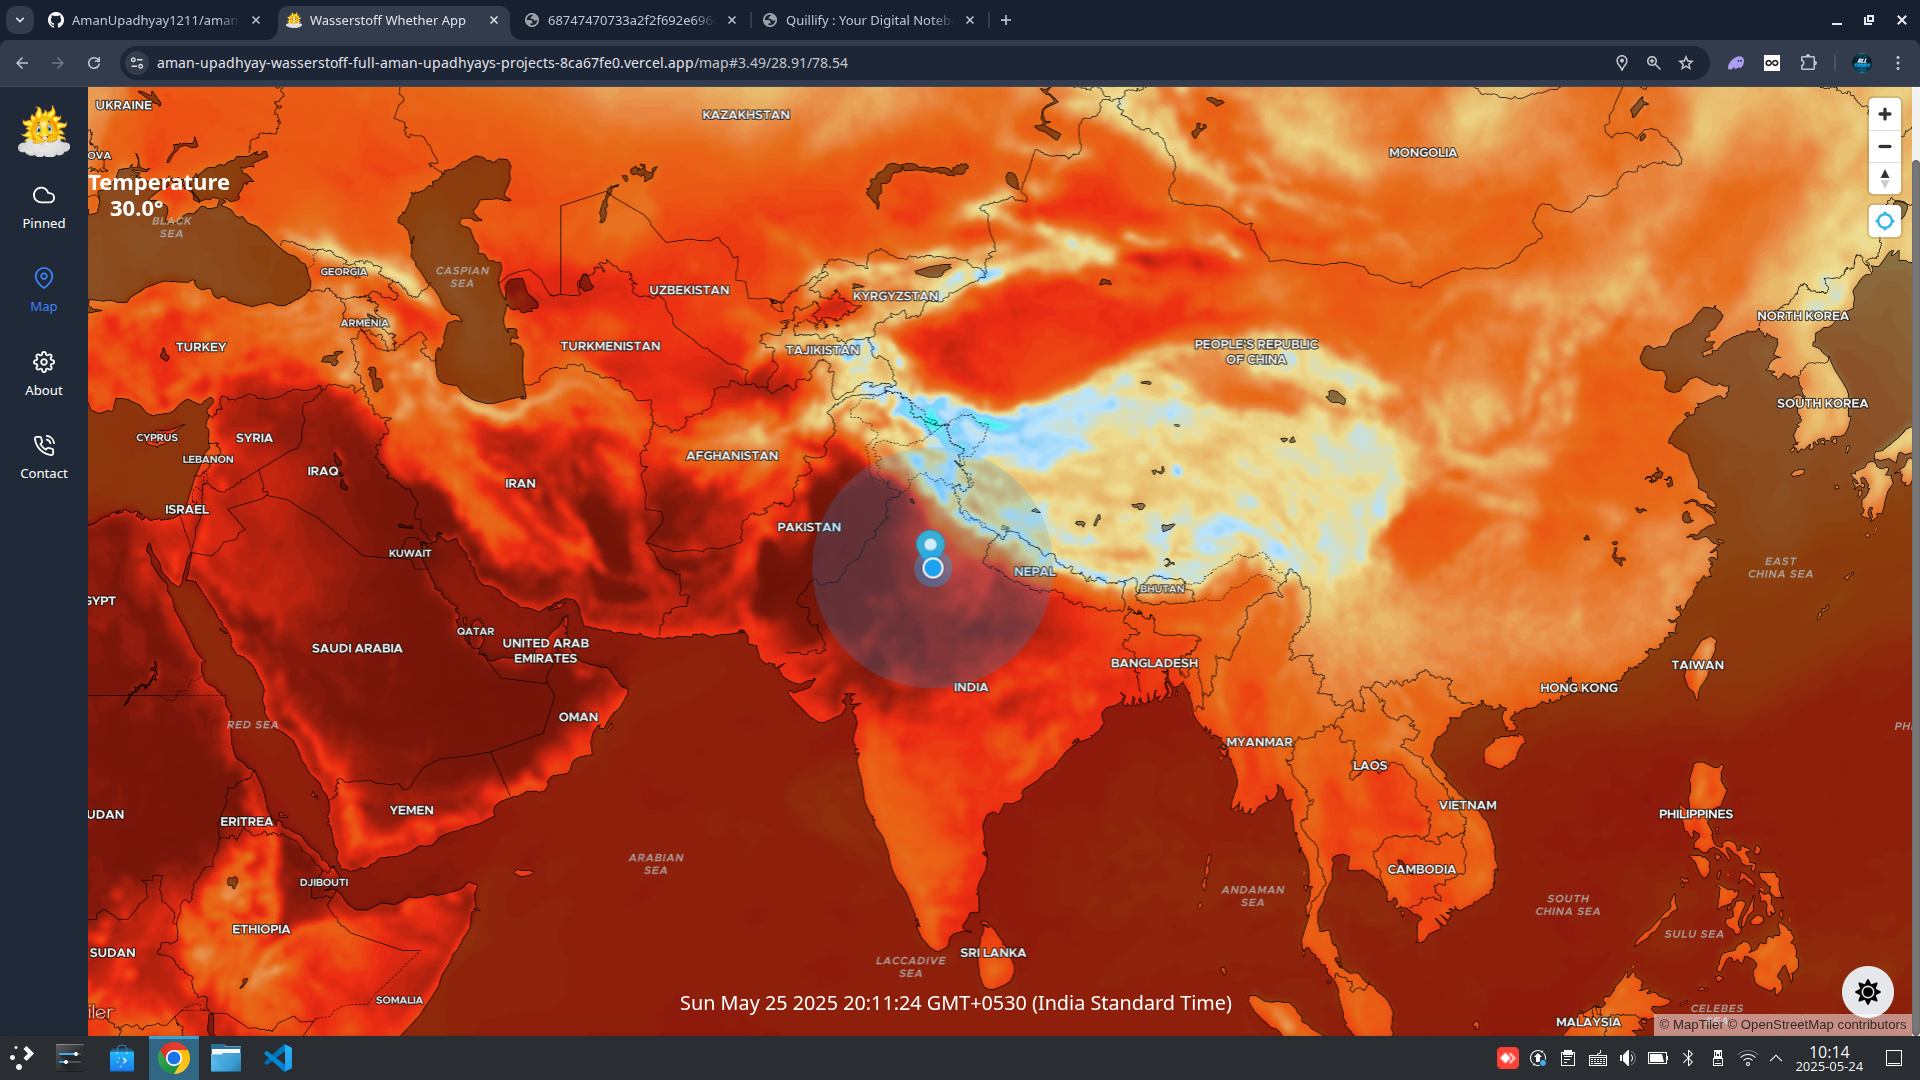 AmanUpadhyay1211/aman
Wasserstoff Whether App
68747470733a2f2f692e696
Quillify : Your Digital Noteb
aman-upadhyay-wasserstoff-full-aman-upadhyays-projects-8ca67fe0.vercel.app/map#3.49/28.91/78.54
Pinned
Map
About
Contact
Temperature
30.0°
UKRAINE
KAZAKHSTAN
MONGOLIA
OVA
BLACK
SEA
GEORGIA
CASPIAN
SEA
UZBEKISTAN
KYRGYZSTAN
NORTH KOREA
ARMENIA
TURKEY
TURKMENISTAN
TAJIKISTAN
PEOPLE'S REPUBLIC
OF CHINA
SOUTH KOREA
CYPRUS
SYRIA
LEBANON
IRAQ
AFGHANISTAN
IRAN
ISRAEL
PAKISTAN
KUWAIT
NEPAL
BHUTAN
EAST
CHINA SEA
GYPT
QATAR
UNITED ARAB
EMIRATES
SAUDI ARABIA
BANGLADESH
TAIWAN
INDIA
HONG KONG
OMAN
RED SEA
PH
MYANMAR
LAOS
VIETNAM
YEMEN
UDAN
ERITREA
PHILIPPINES
ARABIAN
SEA
CAMBODIA
DJIBOUTI
ANDAMAN
SEA
SOUTH
CHINA SEA
ETHIOPIA
SULU SEA
SUDAN
LACCADIVE
SEA
SRI LANKA
SOMALIA
CELEBES
MALAYSIA
iler
Sun May 25 2025 20:11:24 GMT+0530 (India Standard Time)
© MapTiler © OpenStreetMap contributors
10:14
2025-05-24